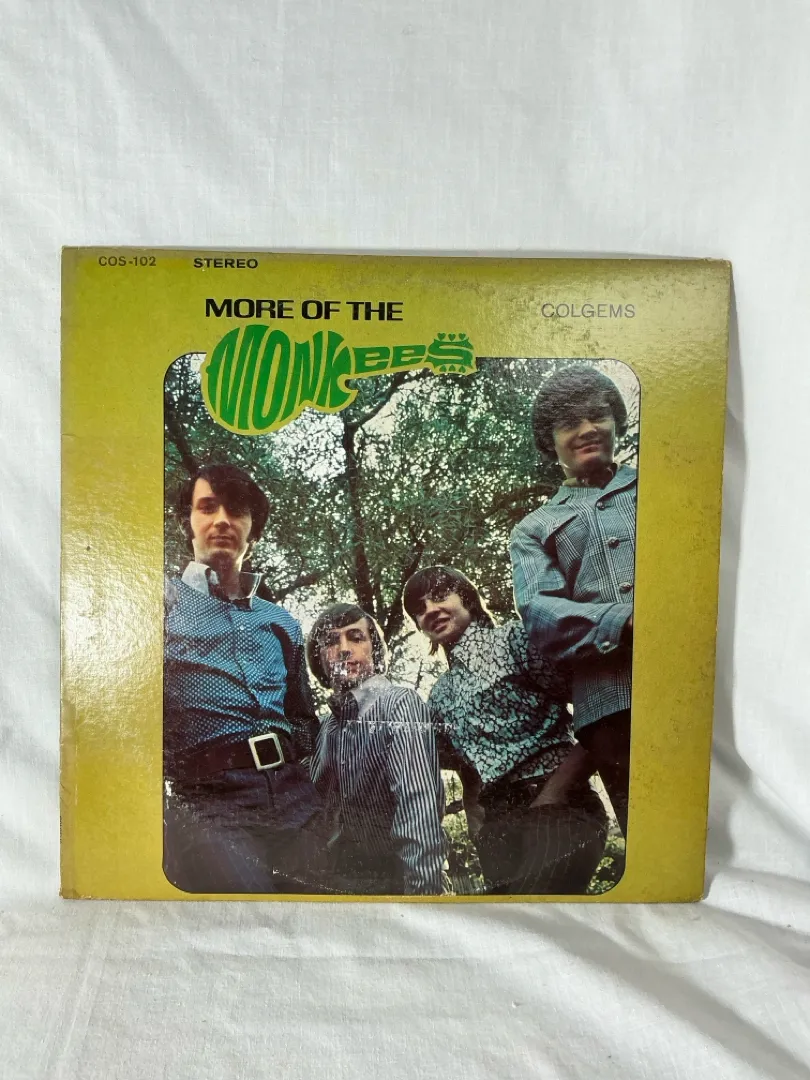 COS-102 STEREO
MORE OF THE COLGEMS
MONKEES